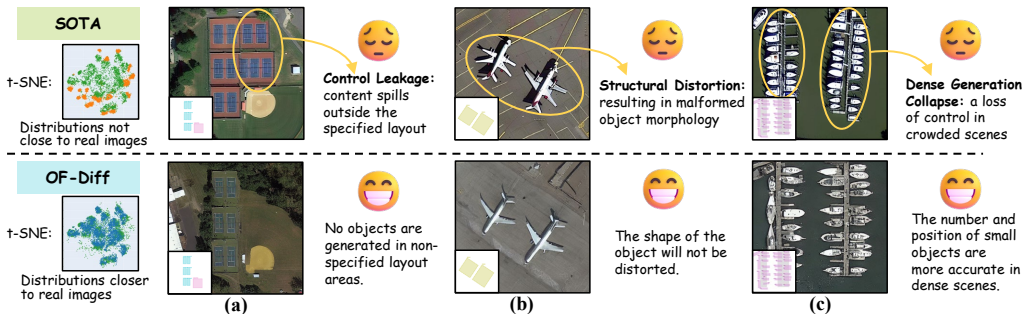 SOTA
t-SNE:
Distributions not
close to real images
Control Leakage:
content spills
outside the
specified layout
Structural Distortion:
resulting in malformed
object morphology
Dense Generation
Collapse: a loss
of control in
crowded scenes
OF-Diff
t-SNE:
Distributions closer
to real images
No objects are
generated in non-
specified layout
areas.
The shape of the
object will not be
distorted.
The number and
position of small
objects are
more accurate in
dense scenes.
(a)
(b)
(c)